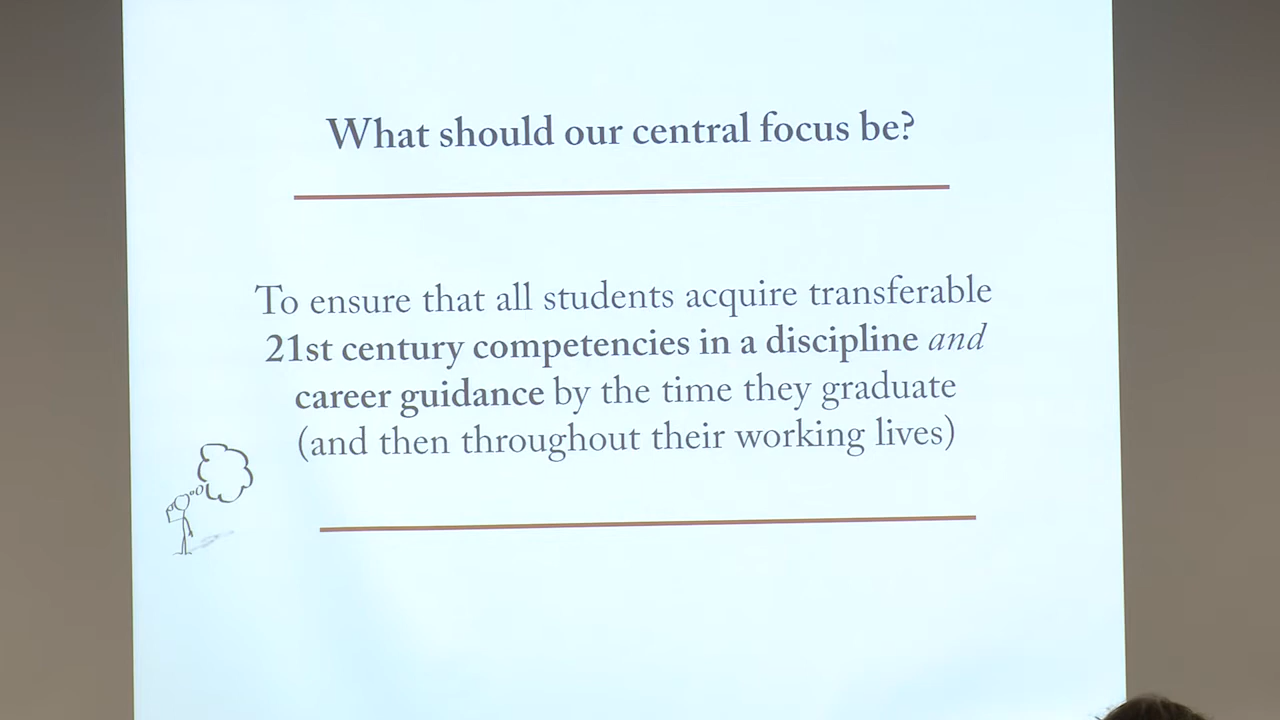 What should our central focus be?
To ensure that all students acquire transferable
21st century competencies in a discipline and
career guidance by the time they graduate
(and then throughout their working lives)